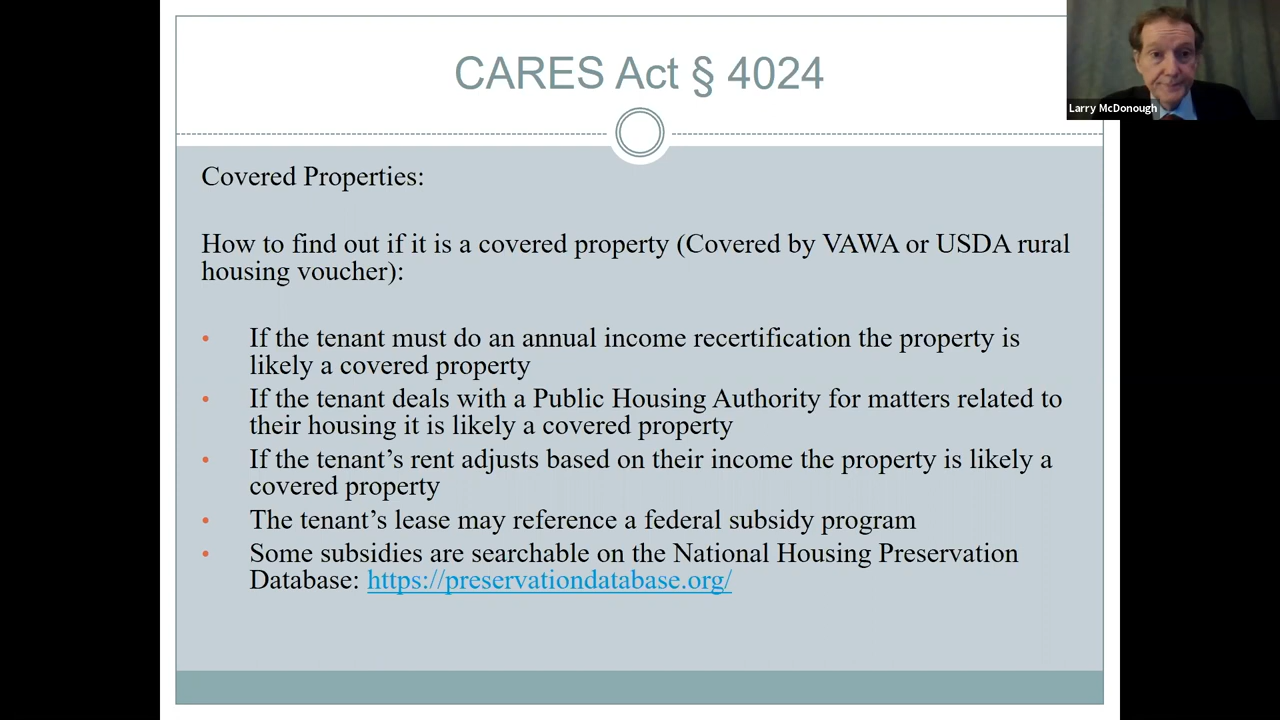 CARES Act § 4024
Larry McDonough
Covered Properties:
How to find out if it is a covered property (Covered by VAWA or USDA rural
housing voucher):
• If the tenant must do an annual income recertification the property is
likely a covered property
• If the tenant deals with a Public Housing Authority for matters related to
their housing it is likely a covered property
• If the tenant’s rent adjusts based on their income the property is likely a
covered property
• The tenant’s lease may reference a federal subsidy program
• Some subsidies are searchable on the National Housing Preservation
Database: https://preservationdatabase.org/